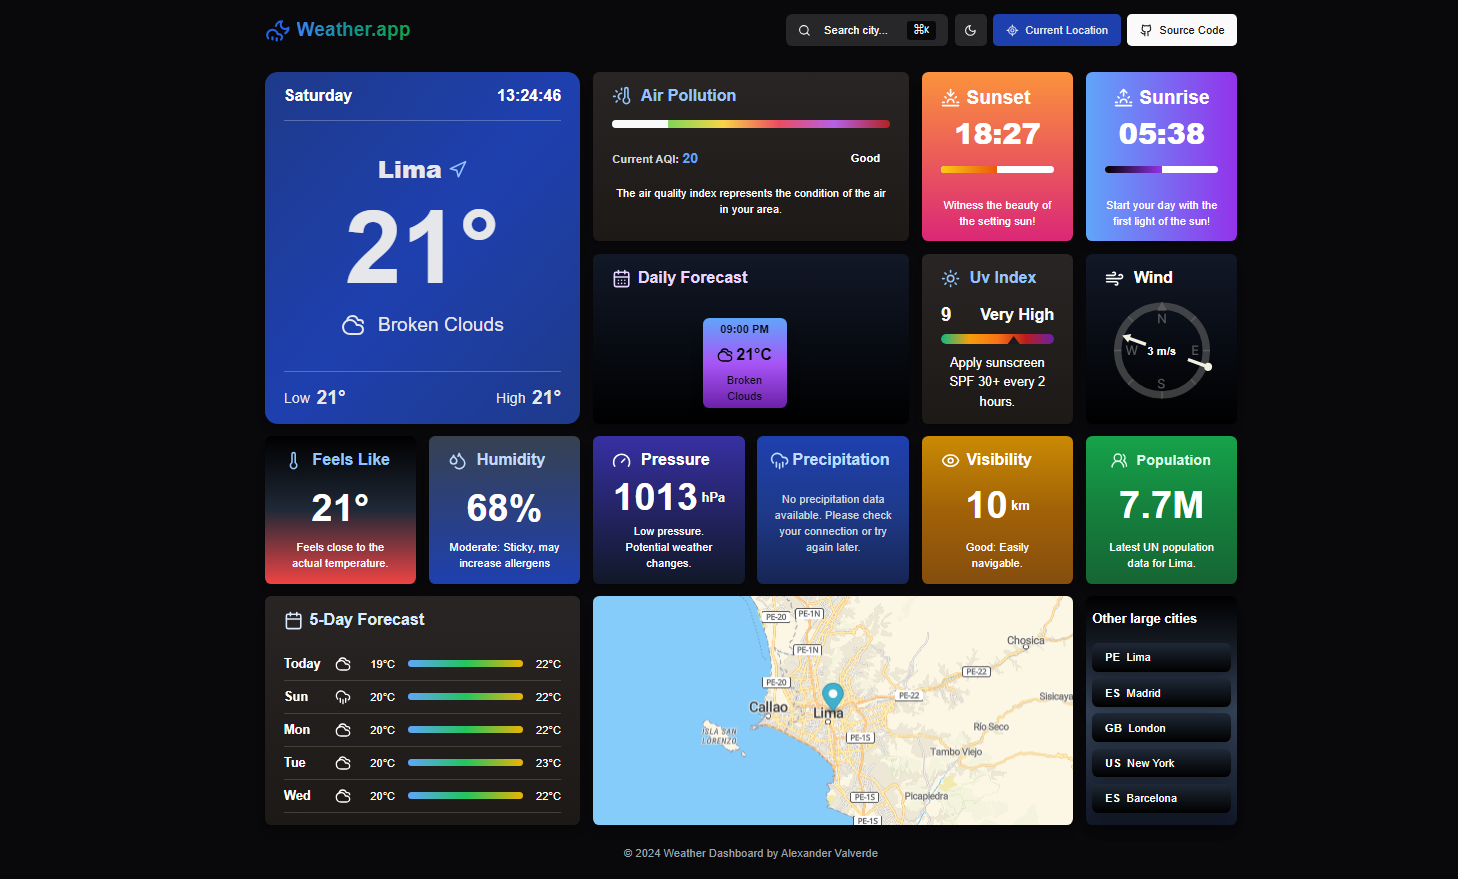 Weather.app
Search city...
⌘K
Current Location
Source Code
Saturday
13:24:46
Lima
21°
Broken Clouds
Low 21°
High 21°
Air Pollution
Current AQI: 20
Good
The air quality index represents the condition of the air
in your area.
Sunset
18:27
Witness the beauty of
the setting sun!
Sunrise
05:38
Start your day with the
first light of the sun!
Daily Forecast
09:00 PM
21°C
Broken
Clouds
Uv Index
9
Very High
Apply sunscreen
SPF 30+ every 2
hours.
Wind
N
W
3 m/s
E
S
Feels Like
21°
Feels close to the
actual temperature.
Humidity
68%
Moderate: Sticky, may
increase allergens
Pressure
1013 hPa
Low pressure.
Potential weather
changes.
Precipitation
No precipitation data
available. Please check
your connection or try
again later.
Visibility
10 km
Good: Easily
navigable.
Population
7.7M
Latest UN population
data for Lima.
5-Day Forecast
Today 19°C 22°C
Sun 20°C 22°C
Mon 20°C 22°C
Tue 20°C 23°C
Wed 20°C 22°C
PE-20
PE-1N
PE-1N
Chosica
PE-20
PE-22
PE-22
Sisicaya
Callao
Lima
ISLA SAN
LORENZO
Río Seco
PE-1S
Tambo Viejo
PE-1S
Picapiedra
PE-1S
Other large cities
PE Lima
ES Madrid
GB London
US New York
ES Barcelona
© 2024 Weather Dashboard by Alexander Valverde